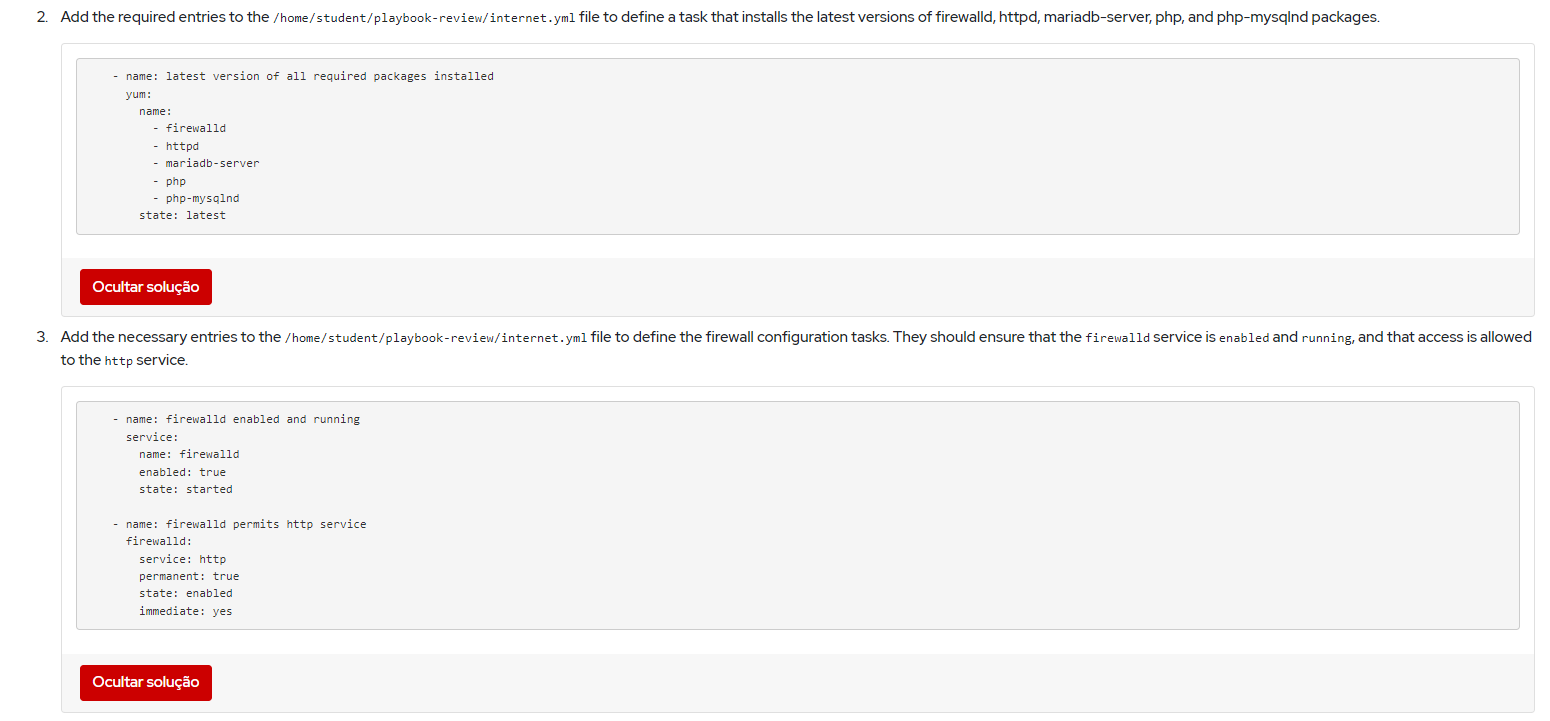 2. Add the required entries to the /home/student/playbook-review/internet.yml file to define a task that installs the latest versions of firewalld, httpd, mariadb-server, php, and php-mysqlnd packages.
- name: latest version of all required packages installed
yum:
name:
- firewalld
- httpd
- mariadb-server
- php
- php-mysqlnd
state: latest
Ocultar solução
3. Add the necessary entries to the /home/student/playbook-review/internet.yml file to define the firewall configuration tasks. They should ensure that the firewalld service is enabled and running, and that access is allowed
to the http service.
- name: firewalld enabled and running
service:
name: firewalld
enabled: true
state: started
- name: firewalld permits http service
firewalld:
service: http
permanent: true
state: enabled
immediate: yes
Ocultar solução